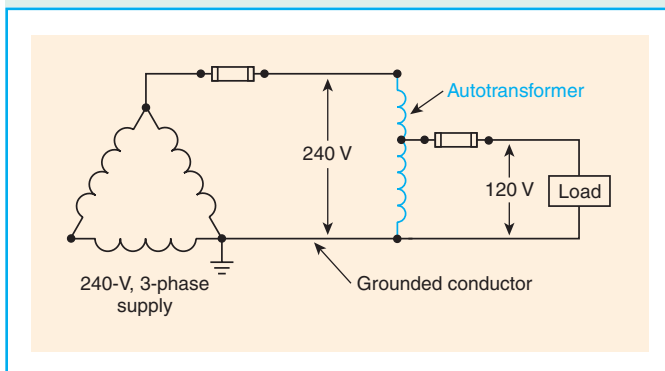 Autotransformer
240 V
120 V
Load
240-V, 3-phase
supply
Grounded conductor